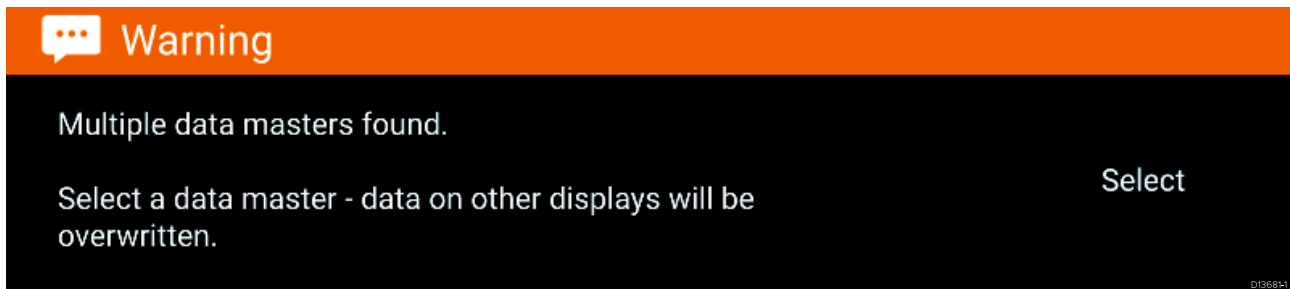 Warning
Multiple data masters found.
Select a data master - data on other displays will be
overwritten.
Select
D13681-1